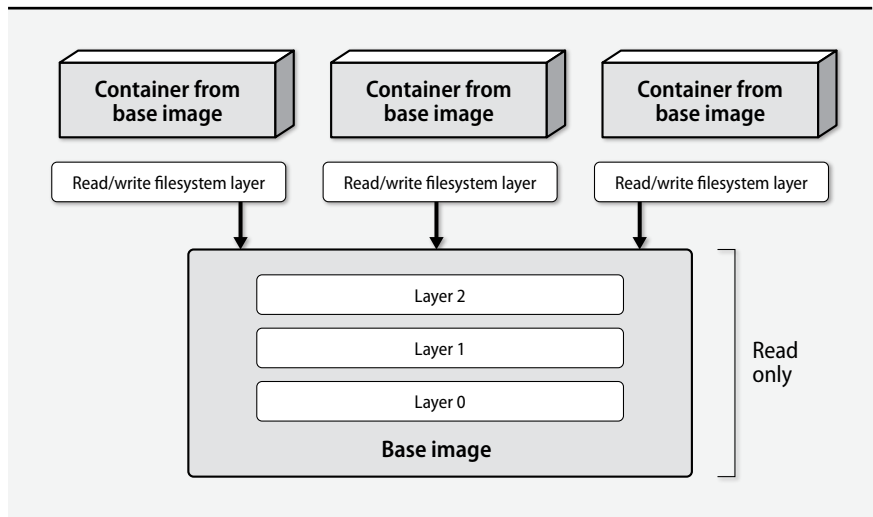 Container from
base image
Container from
base image
Container from
base image
Read/write filesystem layer
Read/write filesystem layer
Read/write filesystem layer
Layer 2
Layer 1
Layer 0
Base image
Read
only